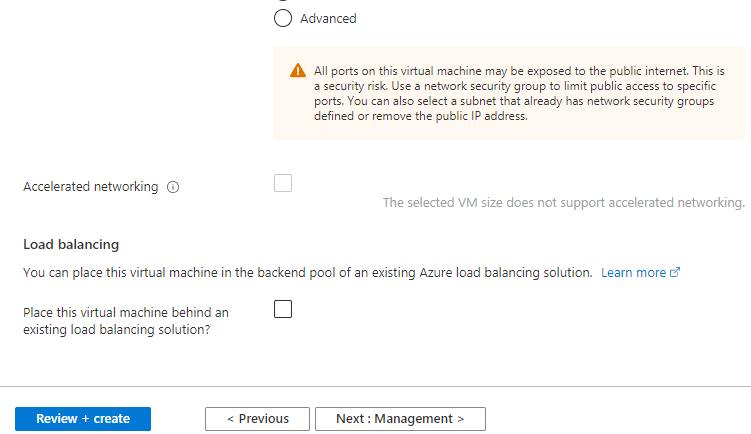 Advanced
All ports on this virtual machine may be exposed to the public internet. This is
a security risk. Use a network security group to limit public access to specific
ports. You can also select a subnet that already has network security groups
defined or remove the public IP address.
Accelerated networking
The selected VM size does not support accelerated networking.
Load balancing
You can place this virtual machine in the backend pool of an existing Azure load balancing solution. Learn more
Place this virtual machine behind an
existing load balancing solution?
Review + create
< Previous
Next : Management >